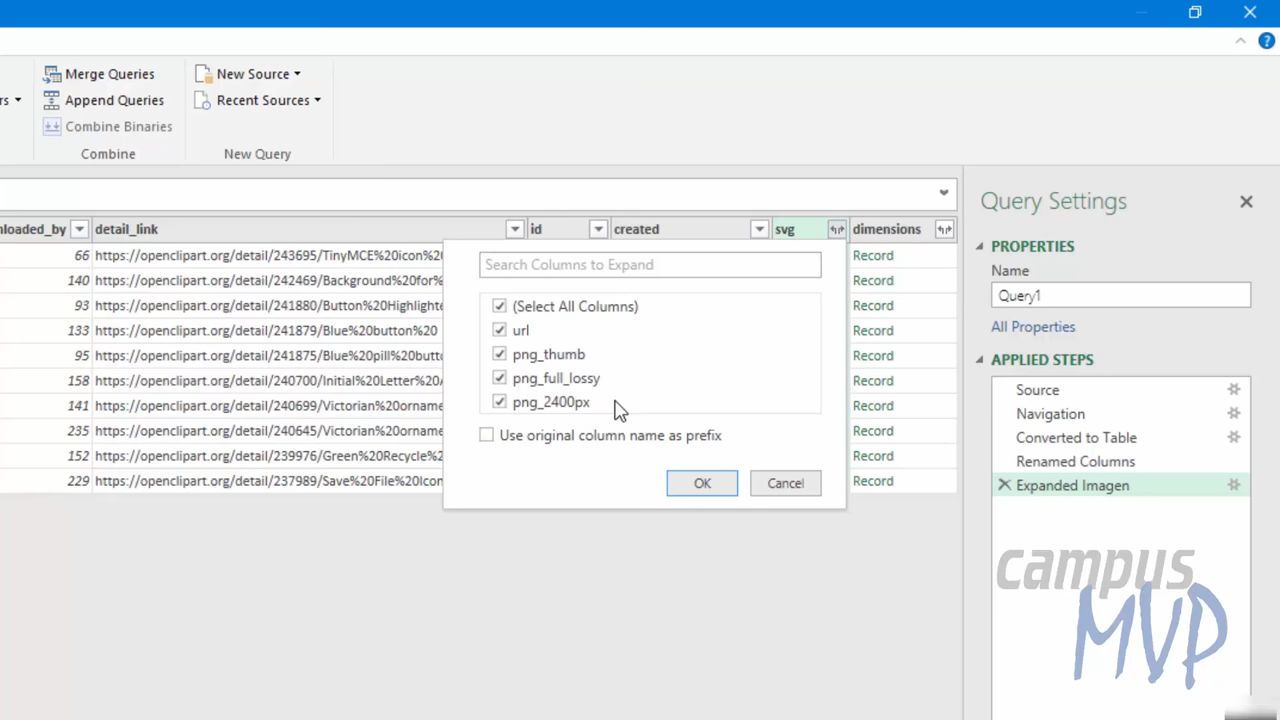 rs
Merge Queries
Append Queries
Combine Binaries
Combine
New Source
Recent Sources
New Query
?
nloaded_by
detail_link
id
created
svg
dimensions
66 https://openclipart.org/detail/243695/TinyMCE%20icon%2 Record
140 https://openclipart.org/detail/242469/Background%20for% Record
93 https://openclipart.org/detail/241880/Button%20Highlighte Record
133 https://openclipart.org/detail/241879/Blue%20button%20 Record
95 https://openclipart.org/detail/241875/Blue%20pill%20butto Record
158 https://openclipart.org/detail/240700/Initial%20Letter%20A Record
141 https://openclipart.org/detail/240699/Victorian%20orname Record
235 https://openclipart.org/detail/240645/Victorian%20orname Record
152 https://openclipart.org/detail/239976/Green%20Recycle%2 Record
229 https://openclipart.org/detail/237989/Save%20File%20Icon Record
Search Columns to Expand
(Select All Columns)
url
png_thumb
png_full_lossy
png_2400px
Use original column name as prefix
OK
Cancel
Query Settings
PROPERTIES
Name
Query1
All Properties
APPLIED STEPS
Source
Navigation
Converted to Table
Renamed Columns
Expanded Imagen
campus
MVP